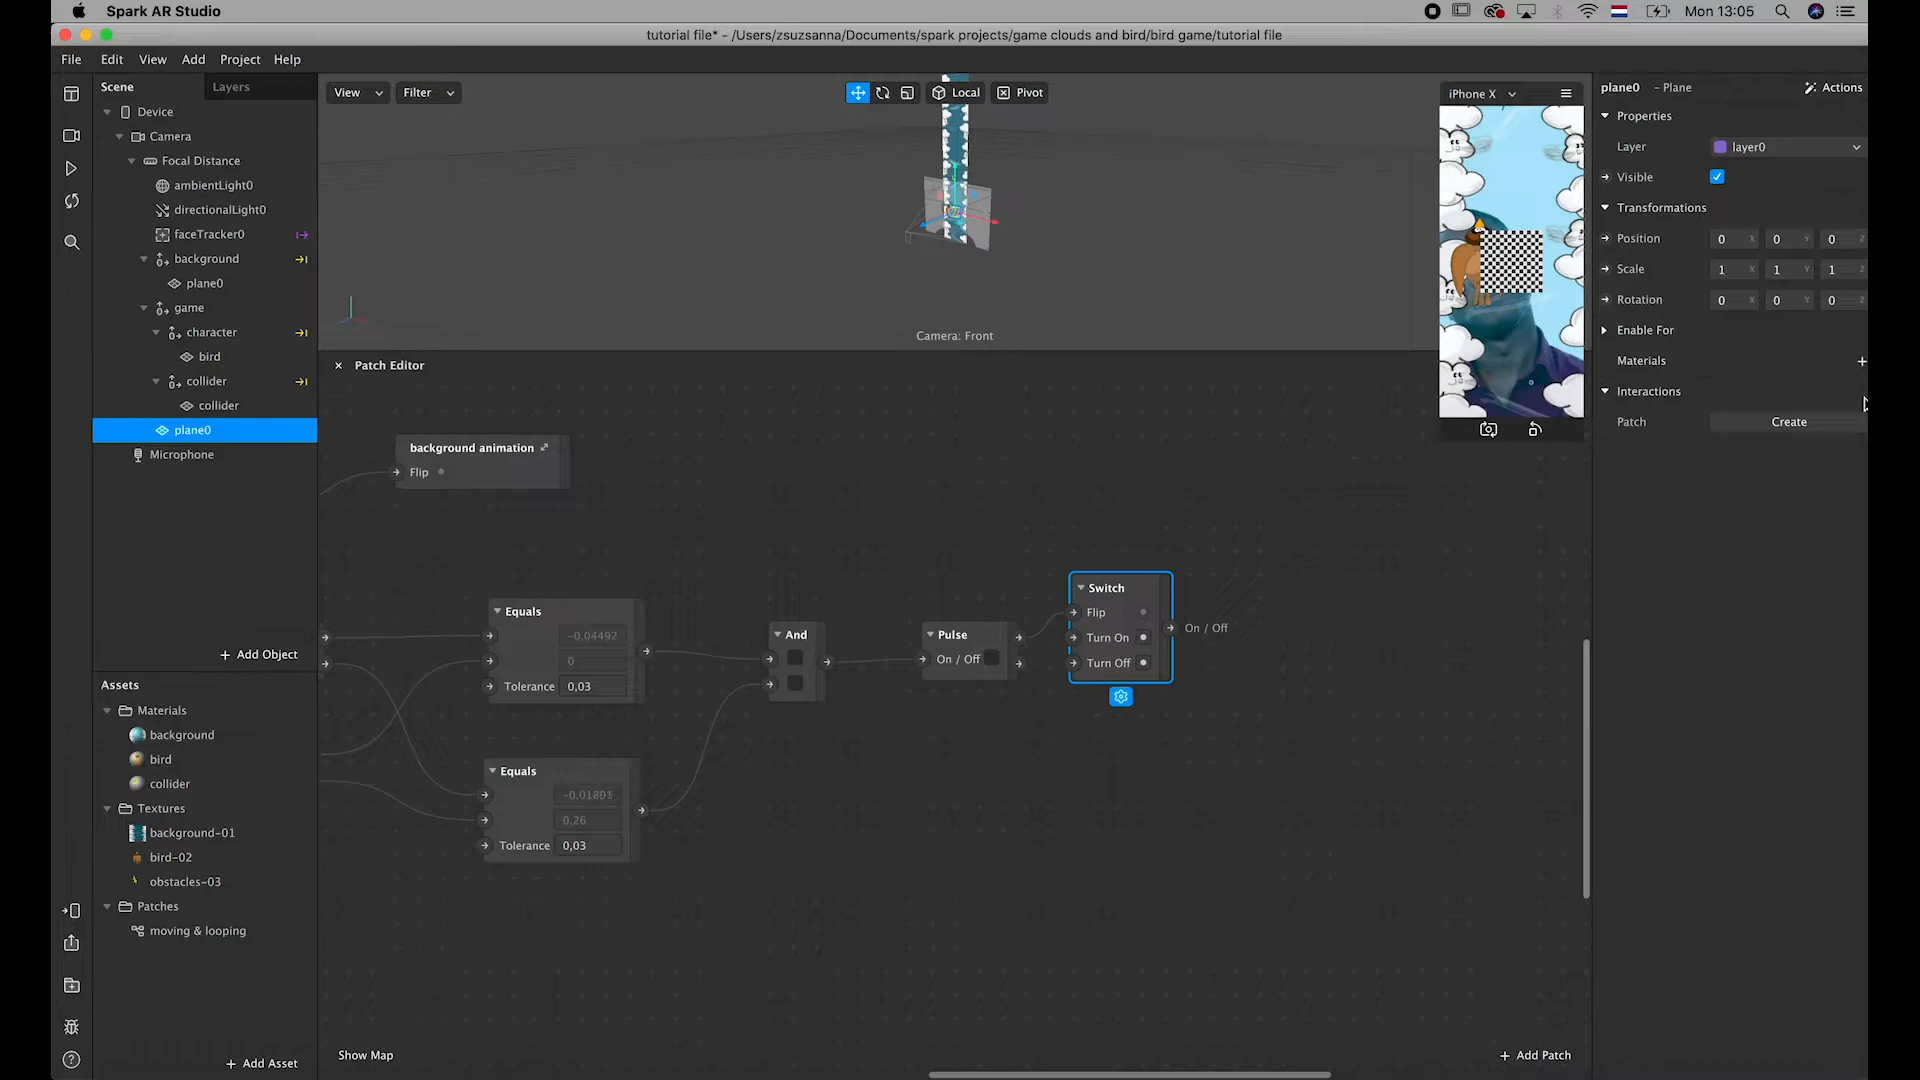 Spark AR Studio
Mon 13:05
tutorial file* - /Users/zsuzsanna/Documents/spark projects/game clouds and bird/bird game/tutorial file
File Edit View Add Project Help
Scene Layers
Device
Camera
Focal Distance
ambientLight0
directionalLight0
faceTracker0
background
plane0
game
character
bird
collider
collider
plane0
Microphone
+ Add Object
Assets
Materials
background
bird
collider
Textures
background-01
bird-02
obstacles-03
Patches
moving & looping
+ Add Asset
View Filter
Local Pivot
Camera: Front
iPhone X
Patch Editor
background animation
Flip
Equals
-0.04492
0
Tolerance 0,03
Equals
0.26
Tolerance 0,03
And
Pulse
On / Off
Switch
Flip
Turn On
Turn Off
On / Off
Show Map
+ Add Patch
plane0 - Plane
Actions
Properties
Layer layer0
Visible
Transformations
Position 0 X 0 Y 0 Z
Scale 1 X 1 Y 1 Z
Rotation 0 X 0 Y 0 Z
Enable For
Materials +
Interactions
Patch Create